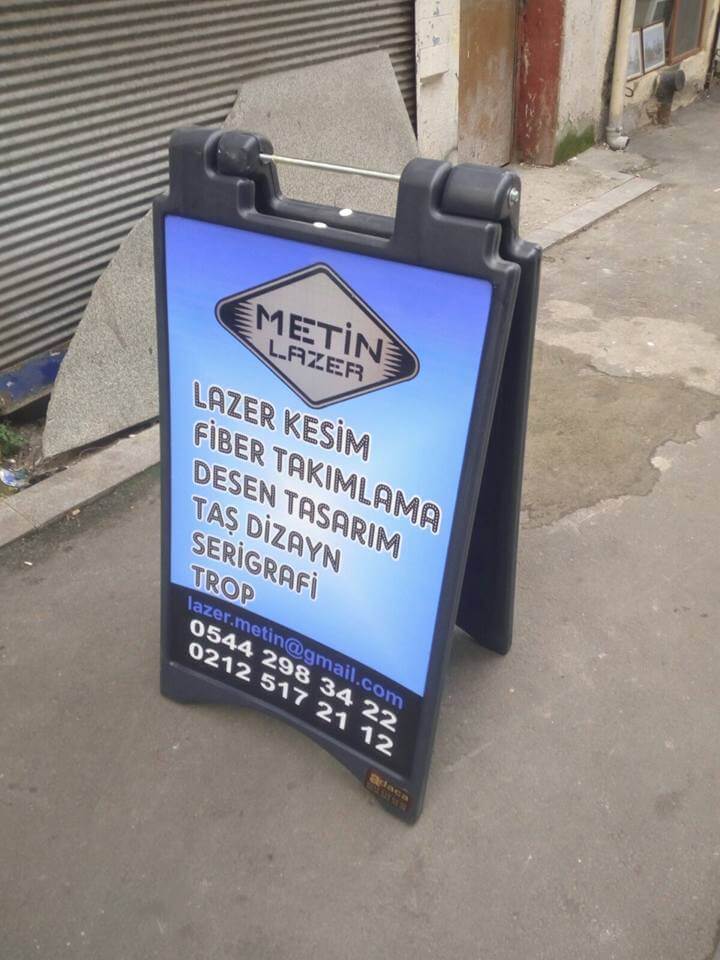 METİN
LAZER
LAZER KESİM
FİBER TAKIMLAMA
DESEN TASARIM
TAŞ DİZAYN
SERİGRAFİ
TROP
lazer.metin@gmail.com
0544 298 34 22
0212 517 21 12
adaca